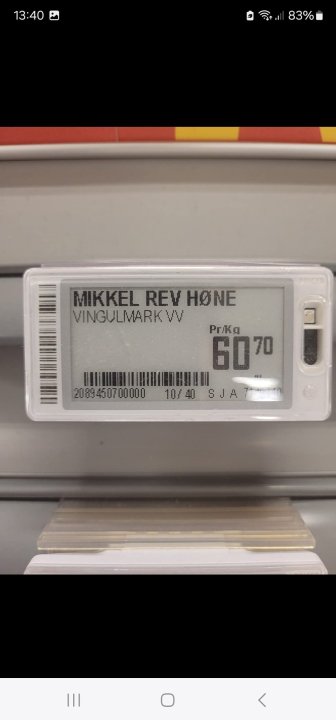 13:40
83%
MIKKEL REV HØNE
VINGULMARK VV
Pr/Kg
60 70
2089450700000 10/40 S J A